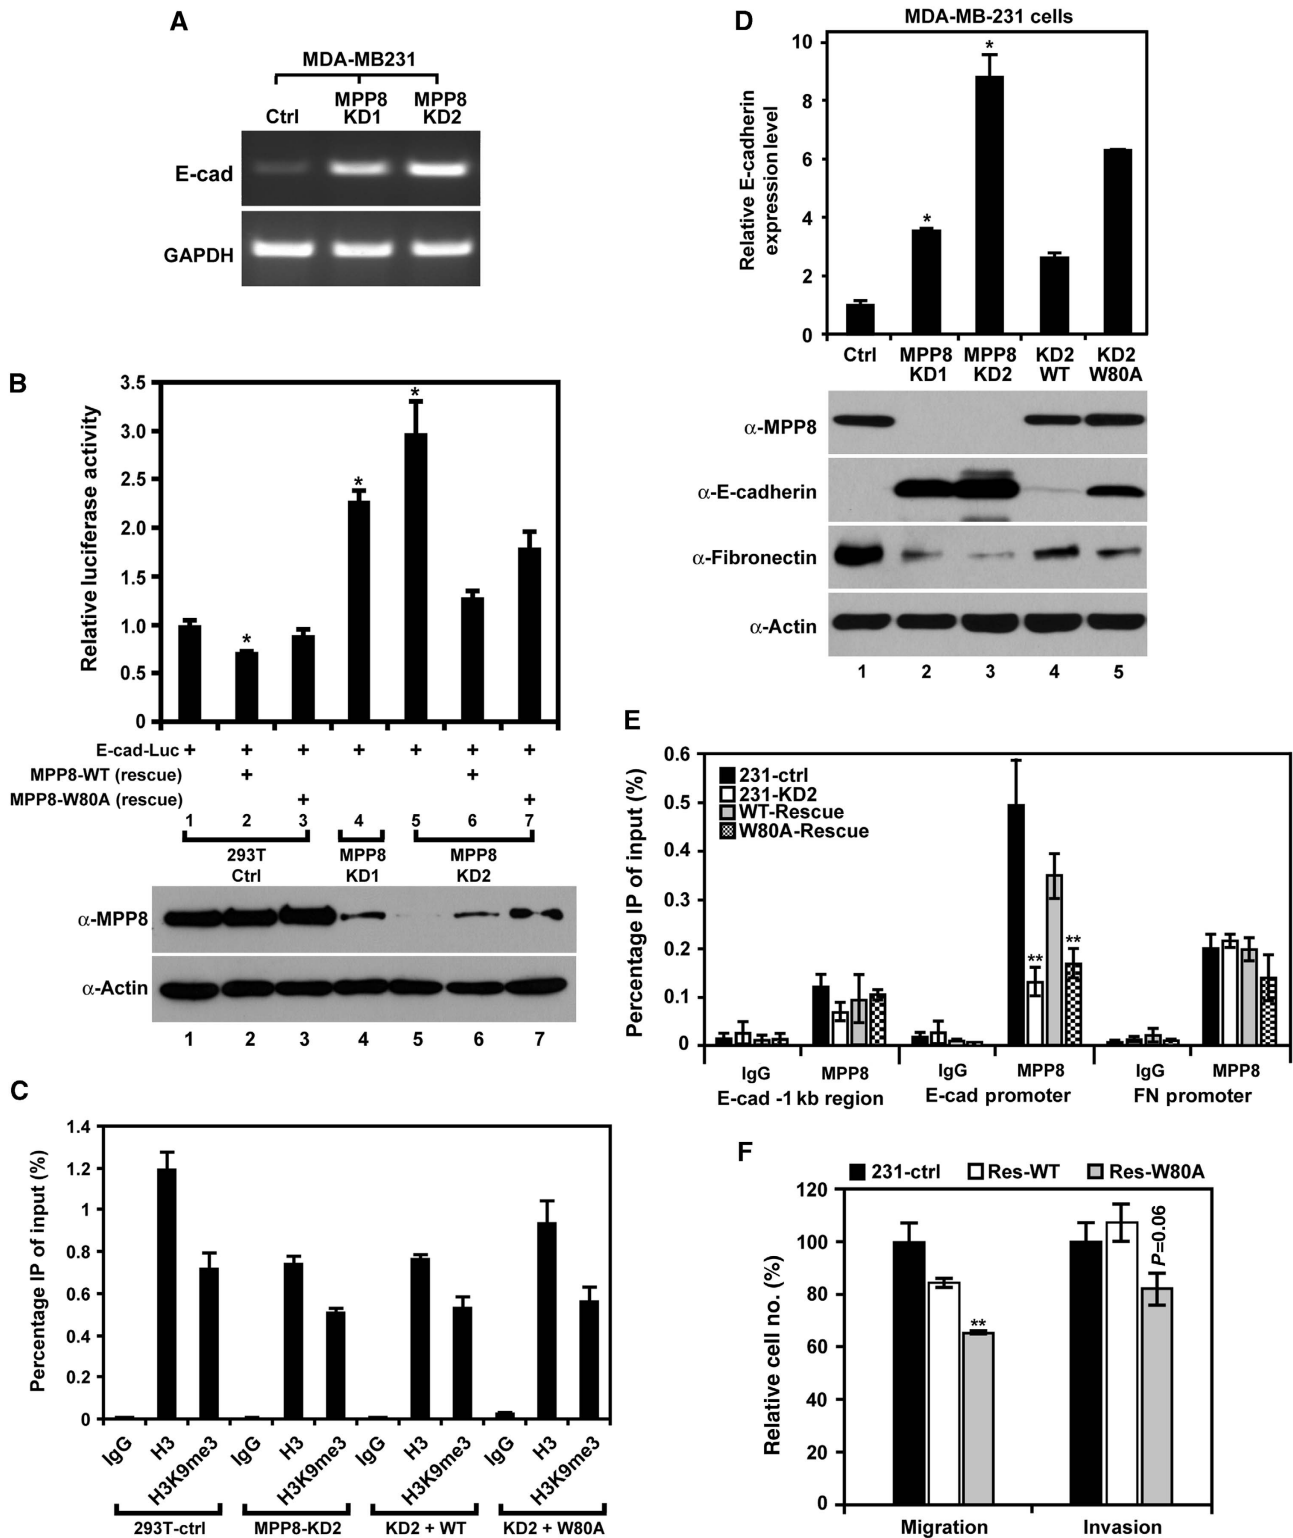 A
MDA-MB231
Ctrl
MPP8 KD1
MPP8 KD2
E-cad
GAPDH
B
Relative luciferase activity
3.5
3.0
2.5
2.0
1.5
1.0
0.5
0
* * *
E-cad-Luc + + + + + + +
MPP8-WT (rescue) + +
MPP8-W80A (rescue) + +
1 2 3 4 5 6 7
293T Ctrl
MPP8 KD1
MPP8 KD2
α-MPP8
α-Actin
1 2 3 4 5 6 7
C
Percentage IP of input (%)
1.4
1.2
1
0.8
0.6
0.4
0.2
0
IgG H3 H3K9me3 IgG H3 H3K9me3 IgG H3 H3K9me3 IgG H3 H3K9me3
293T-ctrl MPP8-KD2 KD2 + WT KD2 + W80A
D
MDA-MB-231 cells
Relative E-cadherin expression level
10
8
6
4
2
0
* *
Ctrl MPP8 MPP8 KD2 KD2
KD1 KD2 WT W80A
α-MPP8
α-E-cadherin
α-Fibronectin
α-Actin
1 2 3 4 5
E
Percentage IP of input (%)
0.6
0.5
0.4
0.3
0.2
0.1
0
231-ctrl
231-KD2
WT-Rescue
W80A-Rescue
** **
IgG MPP8 IgG MPP8 IgG MPP8
E-cad -1 kb region E-cad promoter FN promoter
F
231-ctrl Res-WT Res-W80A
Relative cell no. (%)
120
100
80
60
40
20
0
**
P=0.06
Migration Invasion